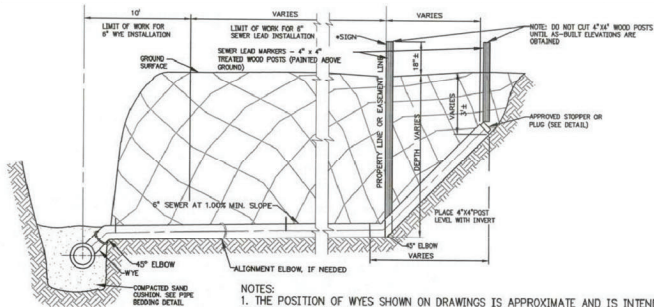 10'
VARIES
VARIES
LIMIT OF WORK FOR
6" WYE INSTALLATION
LIMIT OF WORK FOR 6"
SEWER LEAD INSTALLATION
*SIGN
NOTE: DO NOT CUT 4"X4" WOOD POSTS
UNTIL AS-BUILT ELEVATIONS ARE
OBTAINED
SEWER LEAD MARKERS - 4" x 4"
TREATED WOOD POSTS (PAINTED ABOVE
GROUND)
GROUND
SURFACE
PROPERTY LINE OR EASEMENT LINE
18"±
DEPTH VARIES
VARIES
3'±
APPROVED STOPPER OR
PLUG (SEE DETAIL)
6" SEWER AT 1.00% MIN. SLOPE
PLACE 4"X4"POST
LEVEL WITH INVERT
45° ELBOW
45° ELBOW
WYE
ALIGNMENT ELBOW, IF NEEDED
VARIES
COMPACTED SAND
CUSHION. SEE PIPE
BEDDING DETAIL
NOTES:
1. THE POSITION OF WYES SHOWN ON DRAWINGS IS APPROXIMATE AND IS INTEN